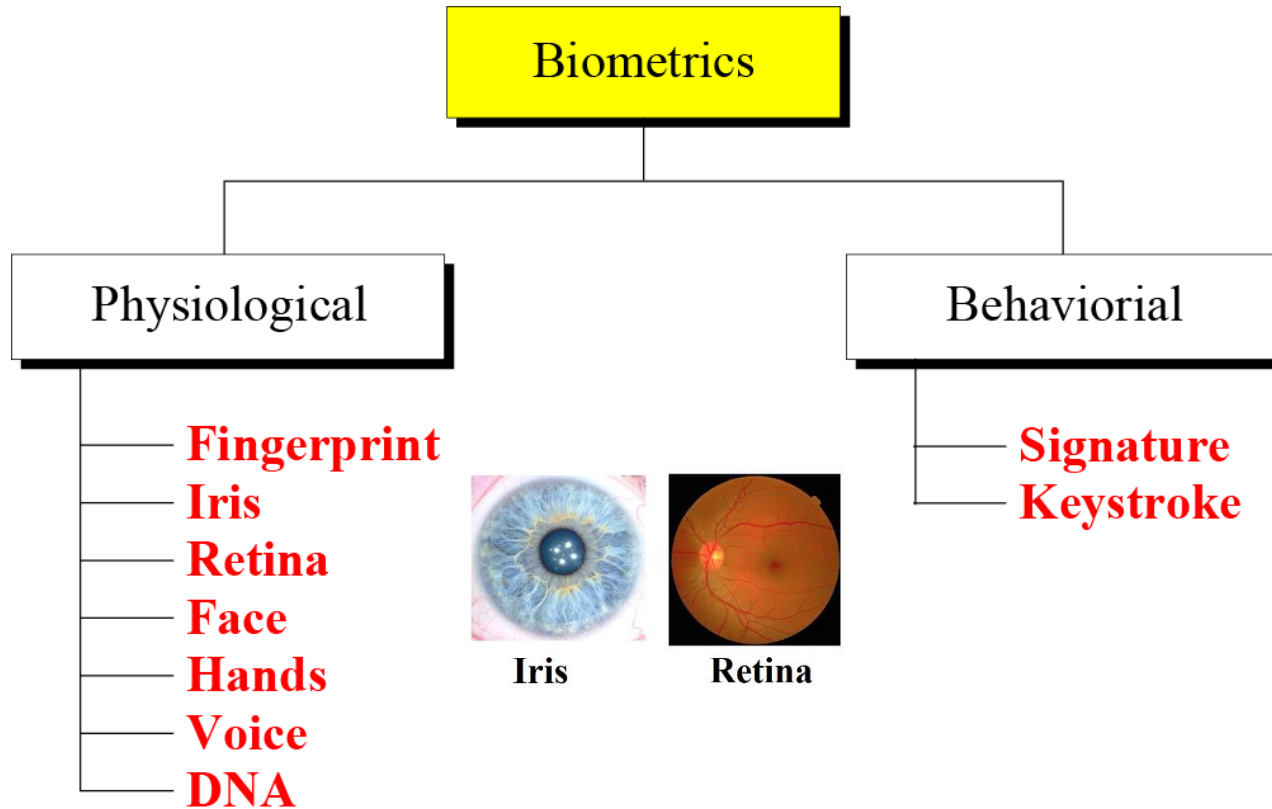 Biometrics
Physiological
Behaviorial
Fingerprint
Iris
Retina
Face
Hands
Voice
DNA
Iris
Retina
Signature
Keystroke